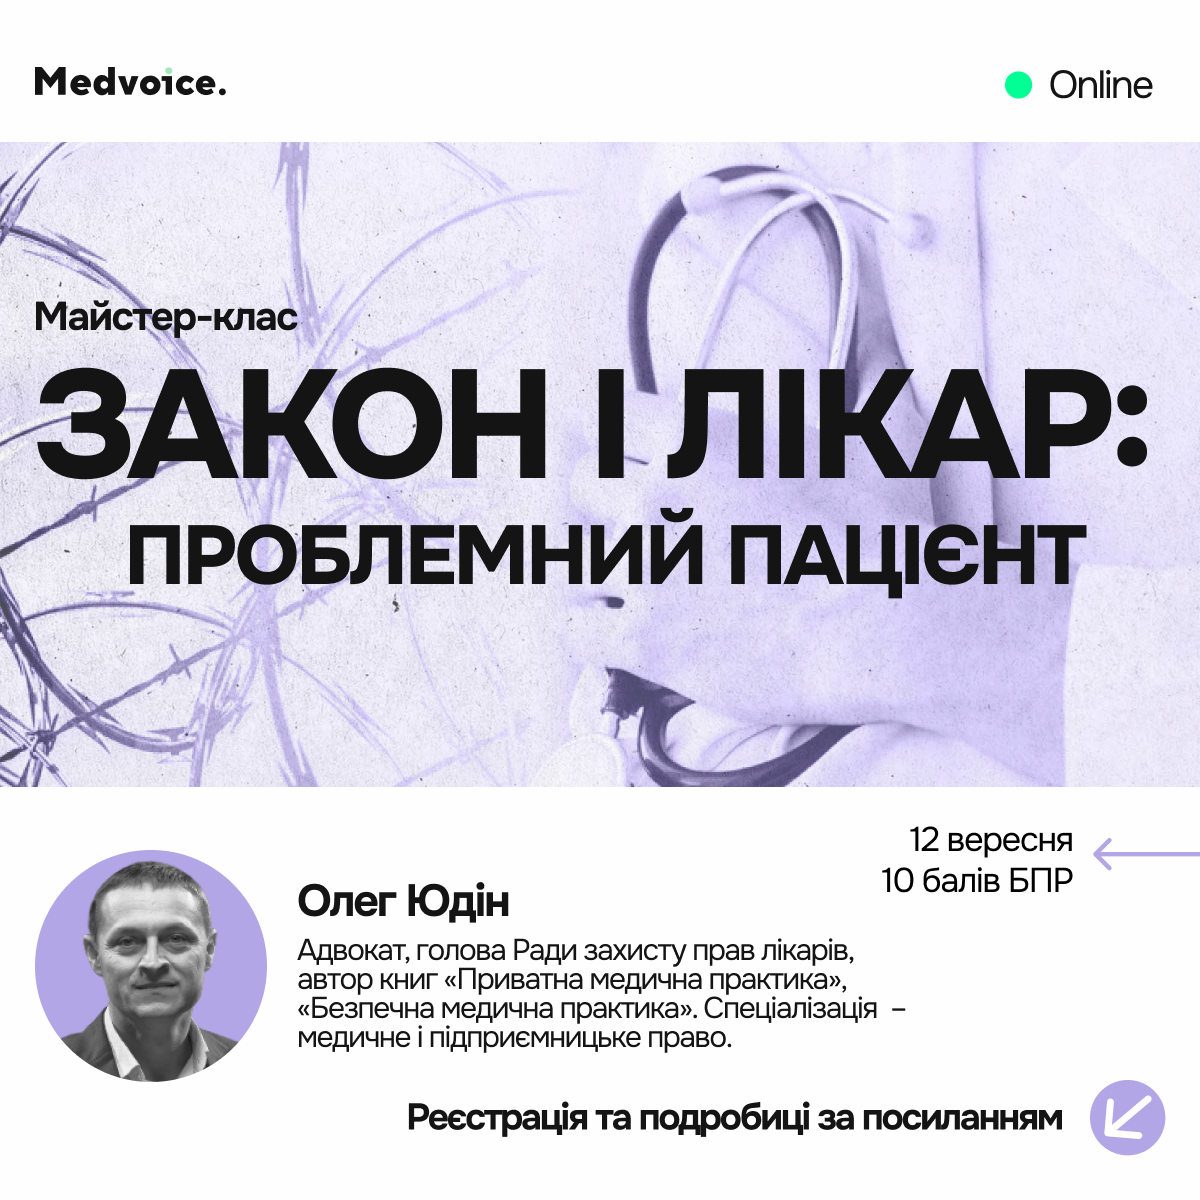 Medvoice.
Online
Майстер-клас
ЗАКОН І ЛІКАР:
ПРОБЛЕМНИЙ ПАЦІЄНТ
12 вересня
10 балів БПР
Олег Юдін
Адвокат, голова Ради захисту прав лікарів,
автор книг «Приватна медична практика»,
«Безпечна медична практика». Спеціалізація –
медичне і підприємницьке право.
Реєстрація та подробиці за посиланням